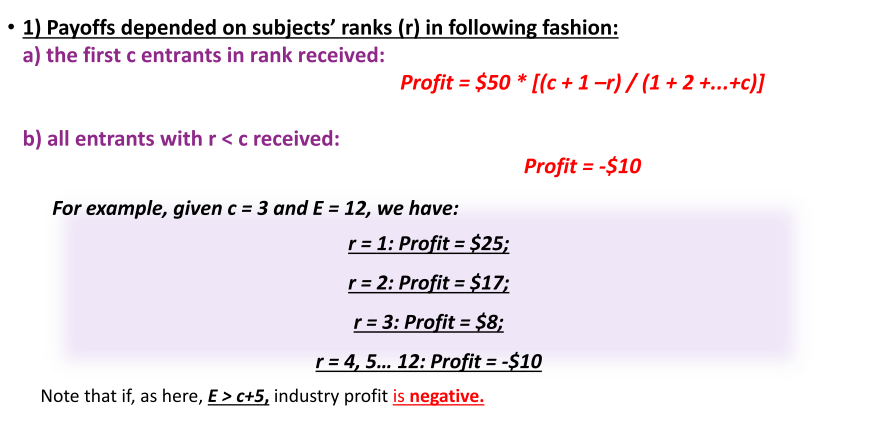 • 1) Payoffs depended on subjects’ ranks (r) in following fashion:
a) the first c entrants in rank received:
Profit = $50 * [(c + 1 –r) / (1 + 2 +...+c)]
b) all entrants with r < c received:
Profit = -$10
For example, given c = 3 and E = 12, we have:
r = 1: Profit = $25;
r = 2: Profit = $17;
r = 3: Profit = $8;
r = 4, 5... 12: Profit = -$10
Note that if, as here, E > c+5, industry profit is negative.